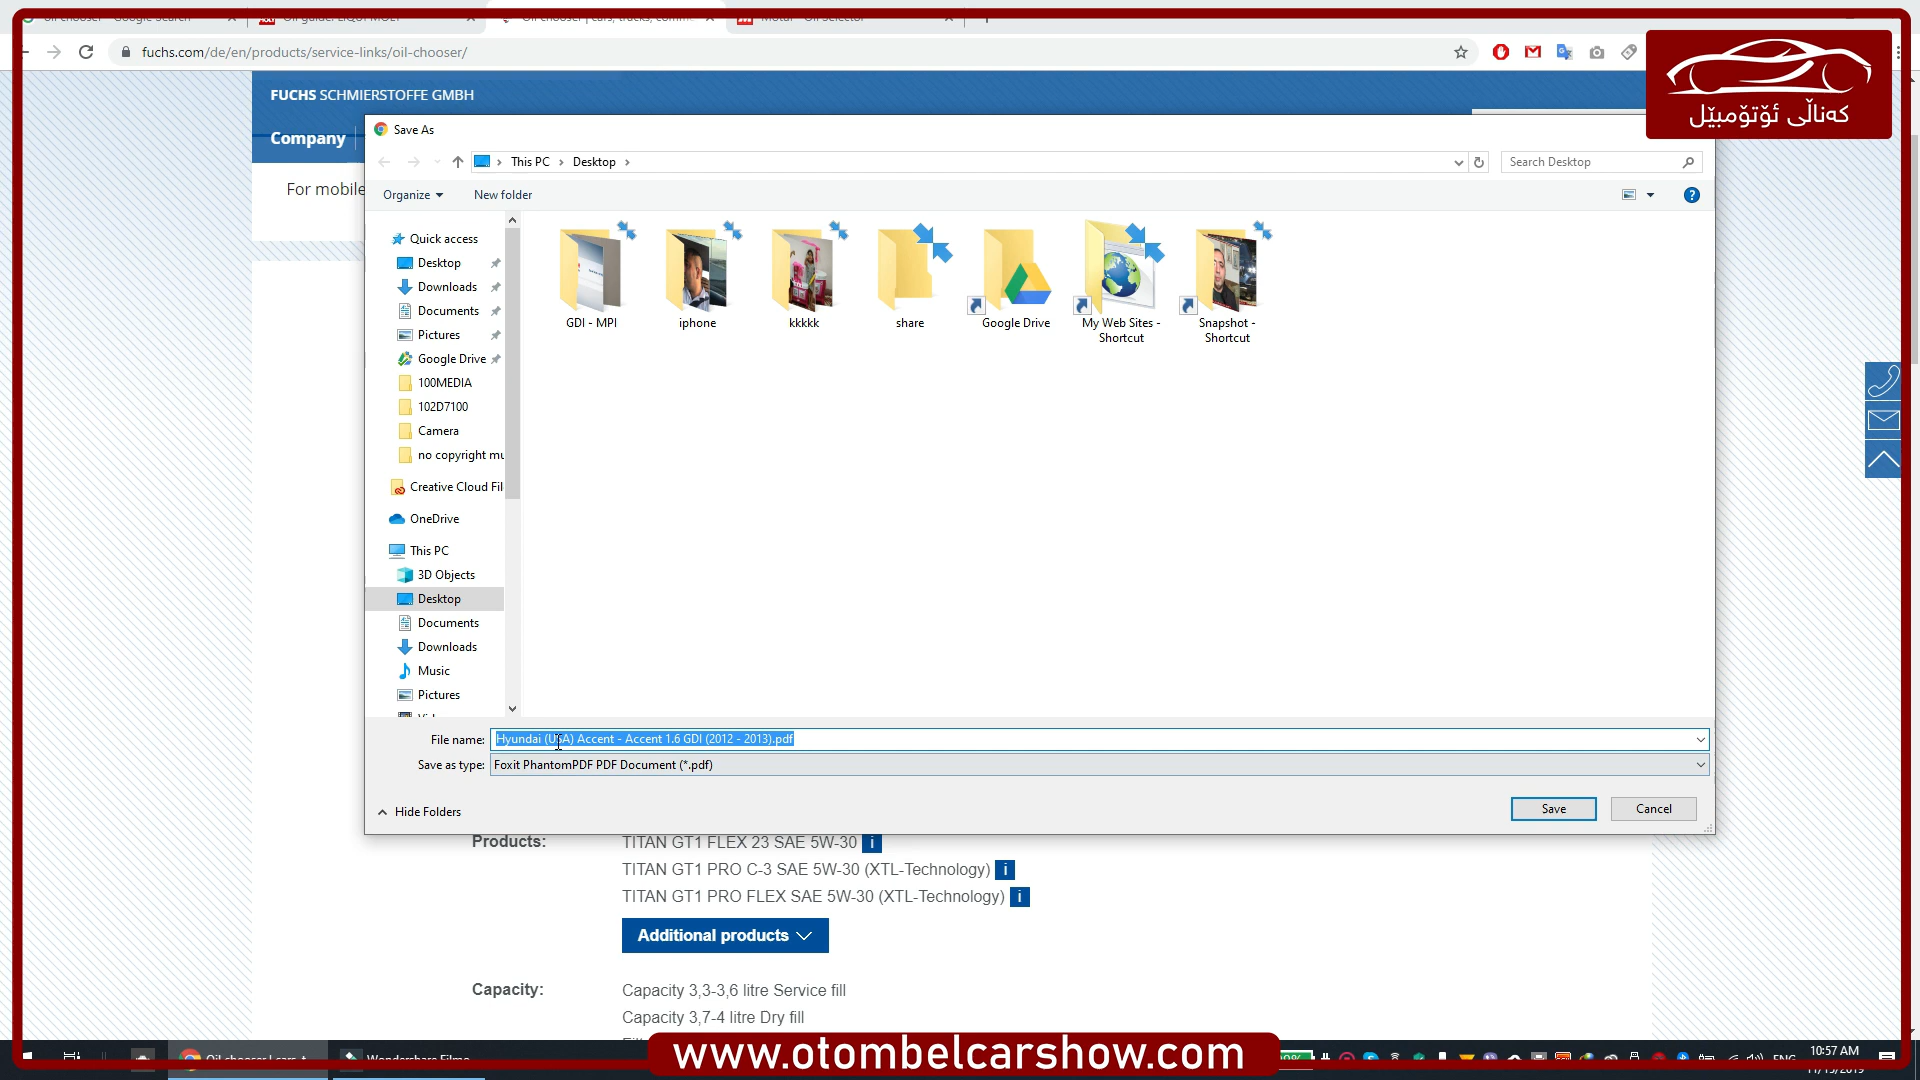 fuchs.com/de/en/products/service-links/oil-chooser/
کەناڵی ئۆتۆمبێل
FUCHS SCHMIERSTOFFE GMBH
Company
For mobile
Save As
This PC > Desktop >
Search Desktop
Organize
New folder
Quick access
Desktop
Downloads
Documents
Pictures
Google Drive
100MEDIA
102D7100
Camera
no copyright mu
Creative Cloud Fil
OneDrive
This PC
3D Objects
Desktop
Documents
Downloads
Music
Pictures
GDI - MPI
iphone
kkkkk
share
Google Drive
My Web Sites -
Shortcut
Snapshot -
Shortcut
File name: Hyundai (USA) Accent - Accent 1.6 GDI (2012 - 2013).pdf
Save as type: Foxit PhantomPDF PDF Document (*.pdf)
Hide Folders
Save
Cancel
Products:
TITAN GT1 FLEX 23 SAE 5W-30 i
TITAN GT1 PRO C-3 SAE 5W-30 (XTL-Technology) i
TITAN GT1 PRO FLEX SAE 5W-30 (XTL-Technology) i
Additional products
Capacity:
Capacity 3,3-3,6 litre Service fill
Capacity 3,7-4 litre Dry fill
www.otombelcarshow.com
ENG
10:57 AM